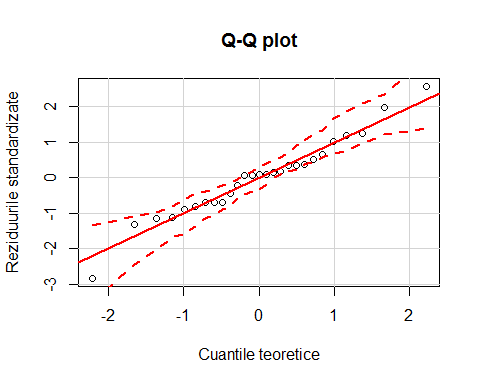 Q-Q plot
Reziduurile standardizate
2
1
0
-1
-2
-3
-2 -1 0 1 2
Cuantile teoretice